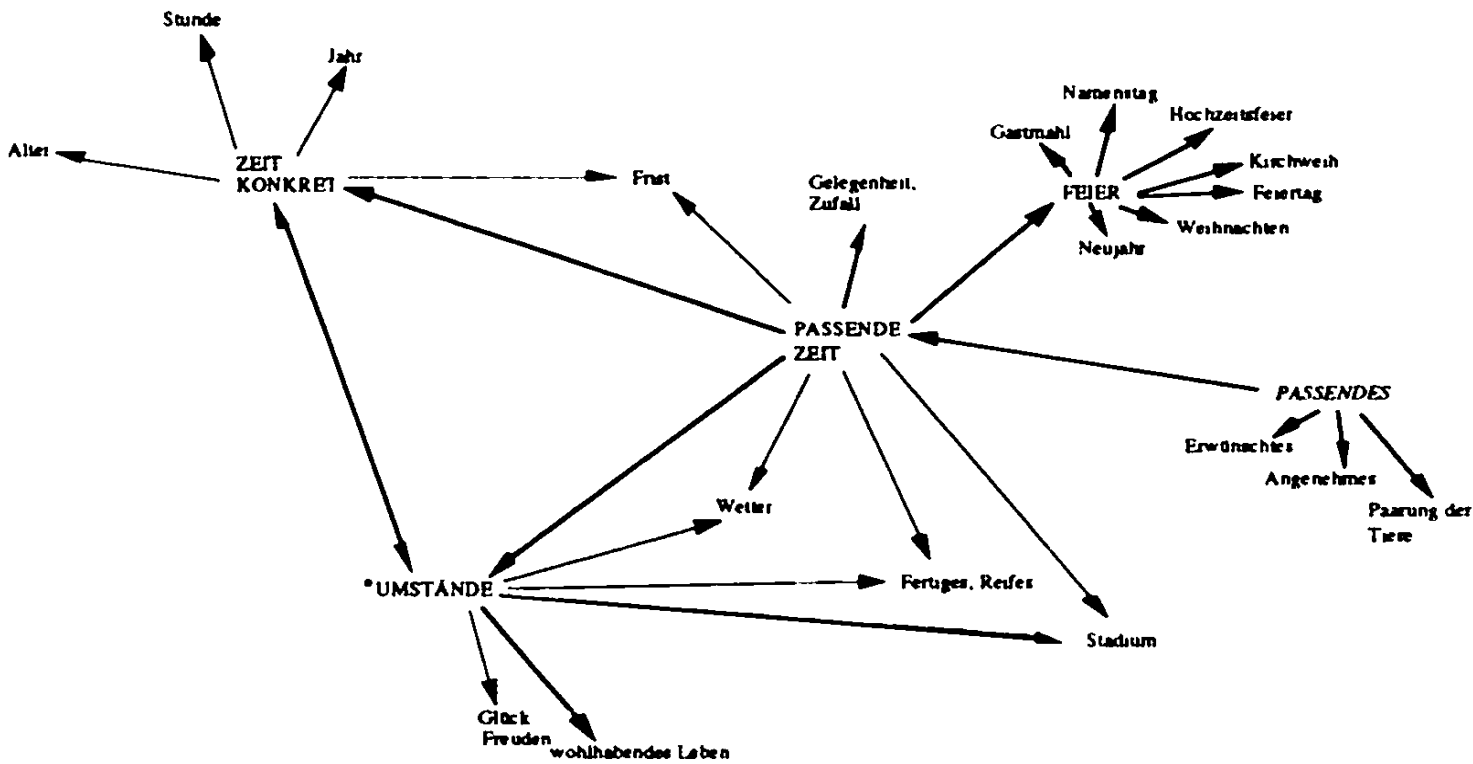 Stunde
Jahr
Alter
ZEIT
KONKRET
Frist
Gelegenheit,
Zufall
Namenstag
Gastmahl
Hochzeitsfeier
Kirchweih
FEIER
Feiertag
Weihnachten
Neujahr
PASSENDE
ZEIT
PASSENDES
Erwünschtes
Angenehmes
Paarung der
Tiere
Wetter
*UMSTÄNDE
Fertiges, Reifes
Stadium
Glück
Freuden
wohlhabendes Leben